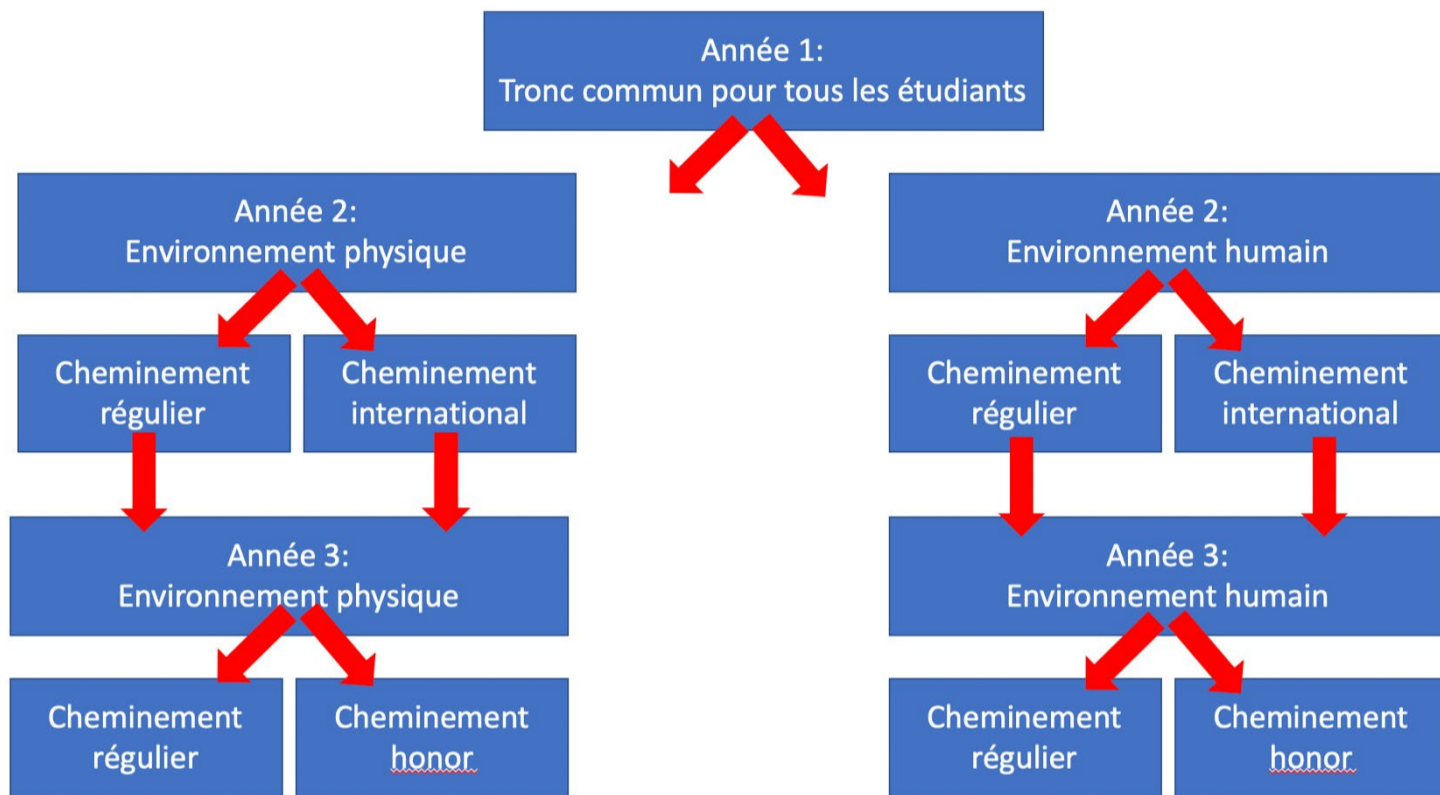 Année 1:
Tronc commun pour tous les étudiants
Année 2:
Environnement physique
Année 2:
Environnement humain
Cheminement
régulier
Cheminement
international
Cheminement
régulier
Cheminement
international
Année 3:
Environnement physique
Année 3:
Environnement humain
Cheminement
régulier
Cheminement
honor
Cheminement
régulier
Cheminement
honor